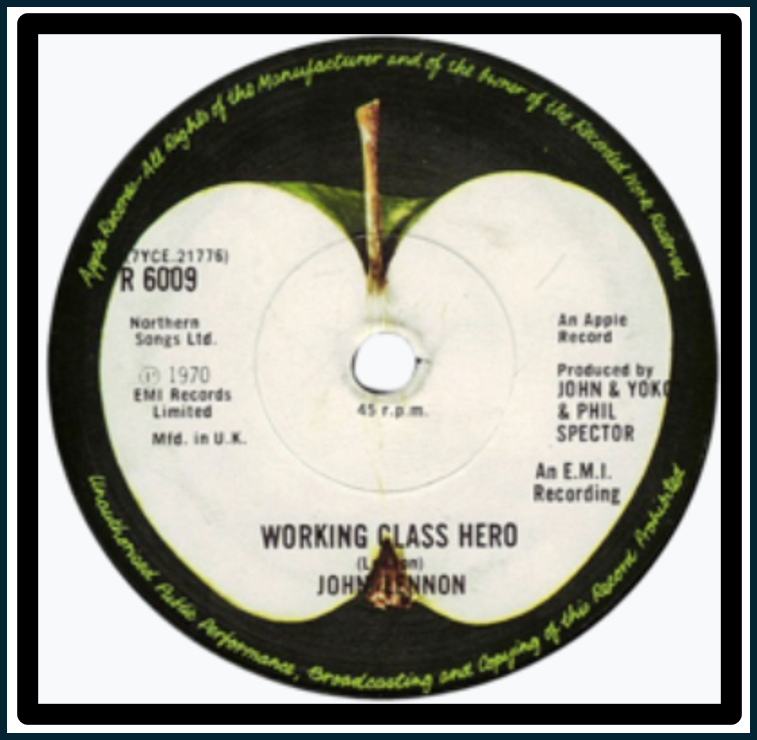 Apple Records–All Rights of the Manufacturer and of the Owner of the Recorded Work Reserved
(7YCE.21776)
R 6009
Northern
Songs Ltd.
Ⓟ 1970
EMI Records
Limited
Mfd. in U.K.
45 r.p.m.
An Apple
Record
Produced by
JOHN & YOKO
& PHIL
SPECTOR
An E.M.I.
Recording
WORKING CLASS HERO
(Lennon)
JOHN LENNON
Unauthorised Public Performance, Broadcasting and Copying of this Record Prohibited